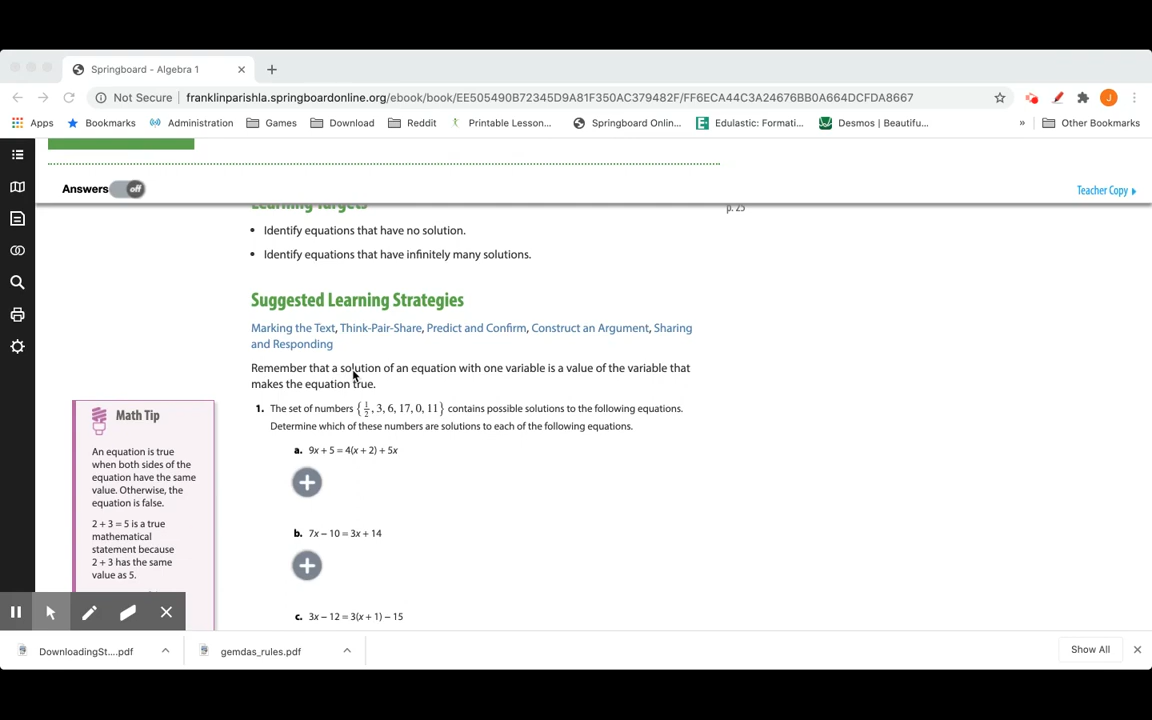 Springboard - Algebra 1
Not Secure | franklinparishla.springboardonline.org/ebook/book/EE505490B72345D9A81F350AC379482F/FF6ECA44C3A24676BB0A664DCFDA8667
J
Apps Bookmarks Administration Games Download Reddit Printable Lesson... Springboard Onlin... Edulastic: Formati... Desmos | Beautifu... » Other Bookmarks
Answers off
Teacher Copy
Learning Targets
p. 25
• Identify equations that have no solution.
• Identify equations that have infinitely many solutions.
Suggested Learning Strategies
Marking the Text, Think-Pair-Share, Predict and Confirm, Construct an Argument, Sharing
and Responding
Remember that a solution of an equation with one variable is a value of the variable that
makes the equation true.
1. The set of numbers {1/2, 3, 6, 17, 0, 11} contains possible solutions to the following equations.
Determine which of these numbers are solutions to each of the following equations.
a. 9x + 5 = 4(x + 2) + 5x
b. 7x − 10 = 3x + 14
c. 3x − 12 = 3(x + 1) − 15
Math Tip
An equation is true
when both sides of the
equation have the same
value. Otherwise, the
equation is false.
2 + 3 = 5 is a true
mathematical
statement because
2 + 3 has the same
value as 5.
DownloadingSt....pdf
gemdas_rules.pdf
Show All